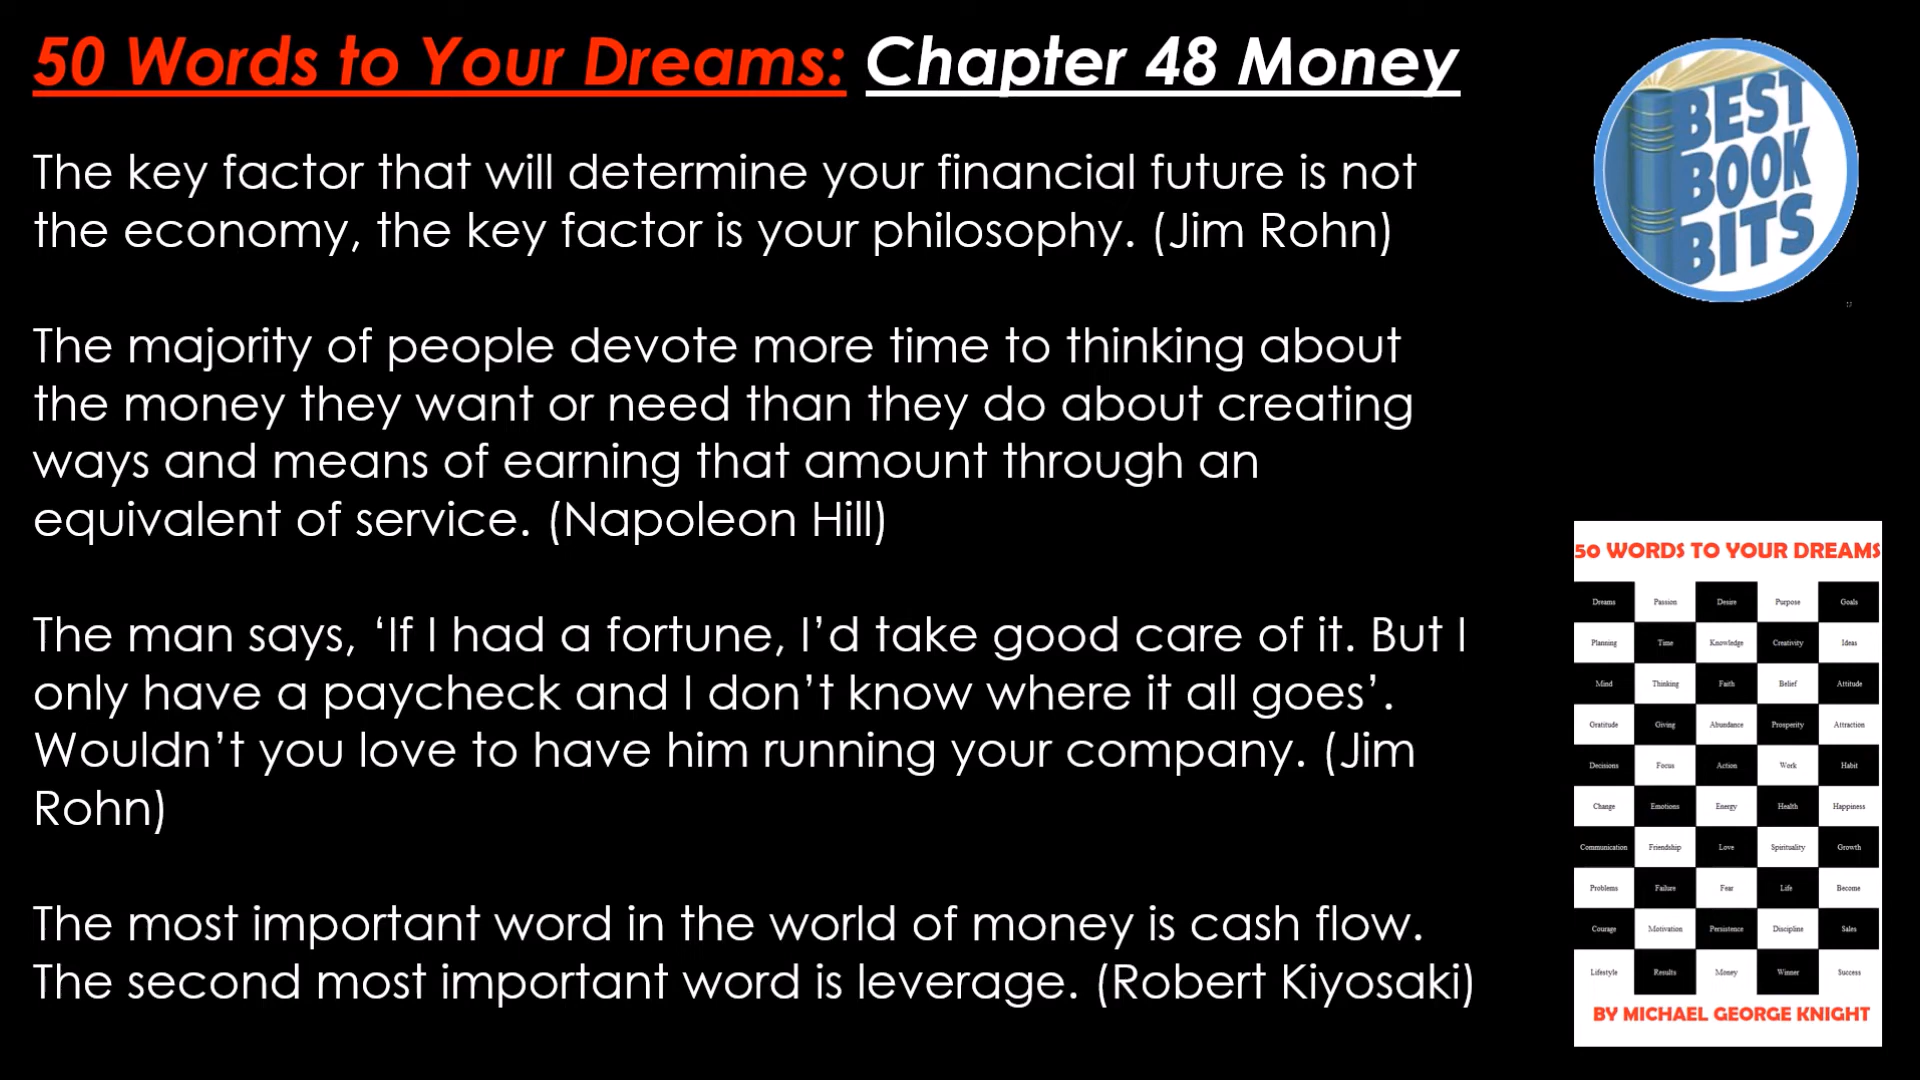 50 Words to Your Dreams: Chapter 48 Money
The key factor that will determine your financial future is not
the economy, the key factor is your philosophy. (Jim Rohn)
The majority of people devote more time to thinking about
the money they want or need than they do about creating
ways and means of earning that amount through an
equivalent of service. (Napoleon Hill)
The man says, ‘If I had a fortune, I’d take good care of it. But I
only have a paycheck and I don’t know where it all goes’.
Wouldn’t you love to have him running your company. (Jim
Rohn)
The most important word in the world of money is cash flow.
The second most important word is leverage. (Robert Kiyosaki)
BEST
BOOK
BITS
50 WORDS TO YOUR DREAMS
Dreams Passion Desire Purpose Goals
Planning Time Knowledge Creativity Ideas
Mind Thinking Faith Belief Attitude
Gratitude Giving Abundance Prosperity Attraction
Decisions Focus Action Work Habit
Change Emotions Energy Health Happiness
Communication Friendship Love Spirituality Growth
Problems Failure Fear Life Become
Courage Motivation Persistence Discipline Sales
Lifestyle Results Money Winner Success
BY MICHAEL GEORGE KNIGHT